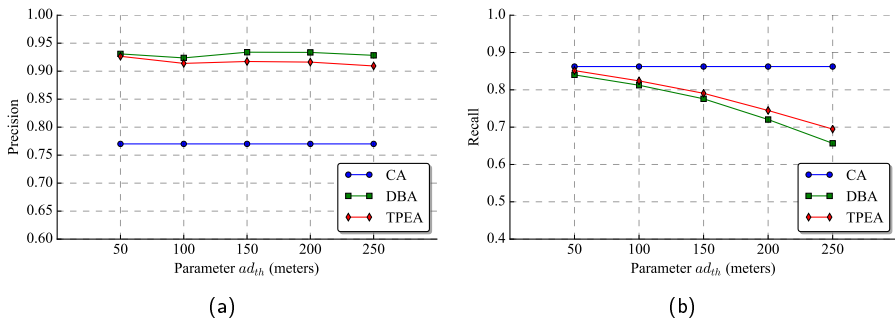 1.00
0.95
0.90
0.85
0.80
0.75
0.70
0.65
0.60
Precision
50 100 150 200 250
Parameter ad_th (meters)
CA
DBA
TPEA
(a)
1.0
0.9
0.8
0.7
0.6
0.5
0.4
Recall
50 100 150 200 250
Parameter ad_th (meters)
CA
DBA
TPEA
(b)